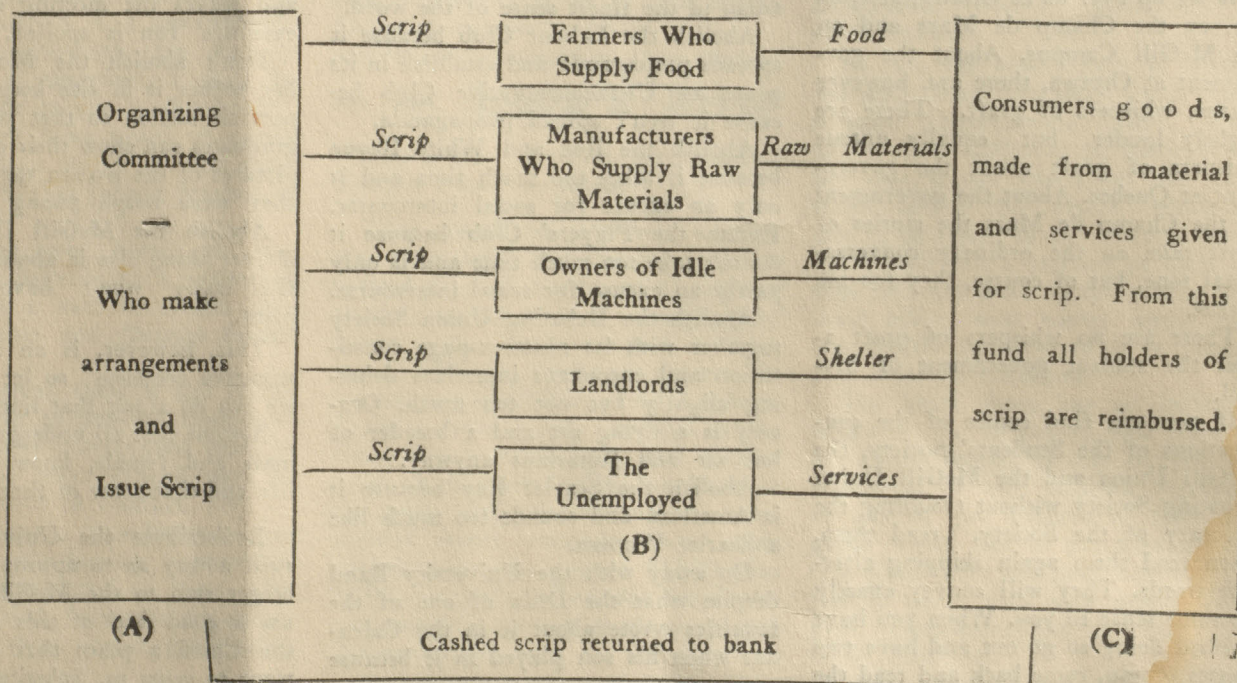 Organizing
Committee
—
Who make
arrangements
and
Issue Scrip
(A)
Scrip
Scrip
Scrip
Scrip
Scrip
Farmers Who
Supply Food
Manufacturers
Who Supply Raw
Materials
Owners of Idle
Machines
Landlords
The
Unemployed
(B)
Food
Raw Materials
Machines
Shelter
Services
Consumers goods,
made from material
and services given
for scrip. From this
fund all holders of
scrip are reimbursed.
(C)
Cashed scrip returned to bank